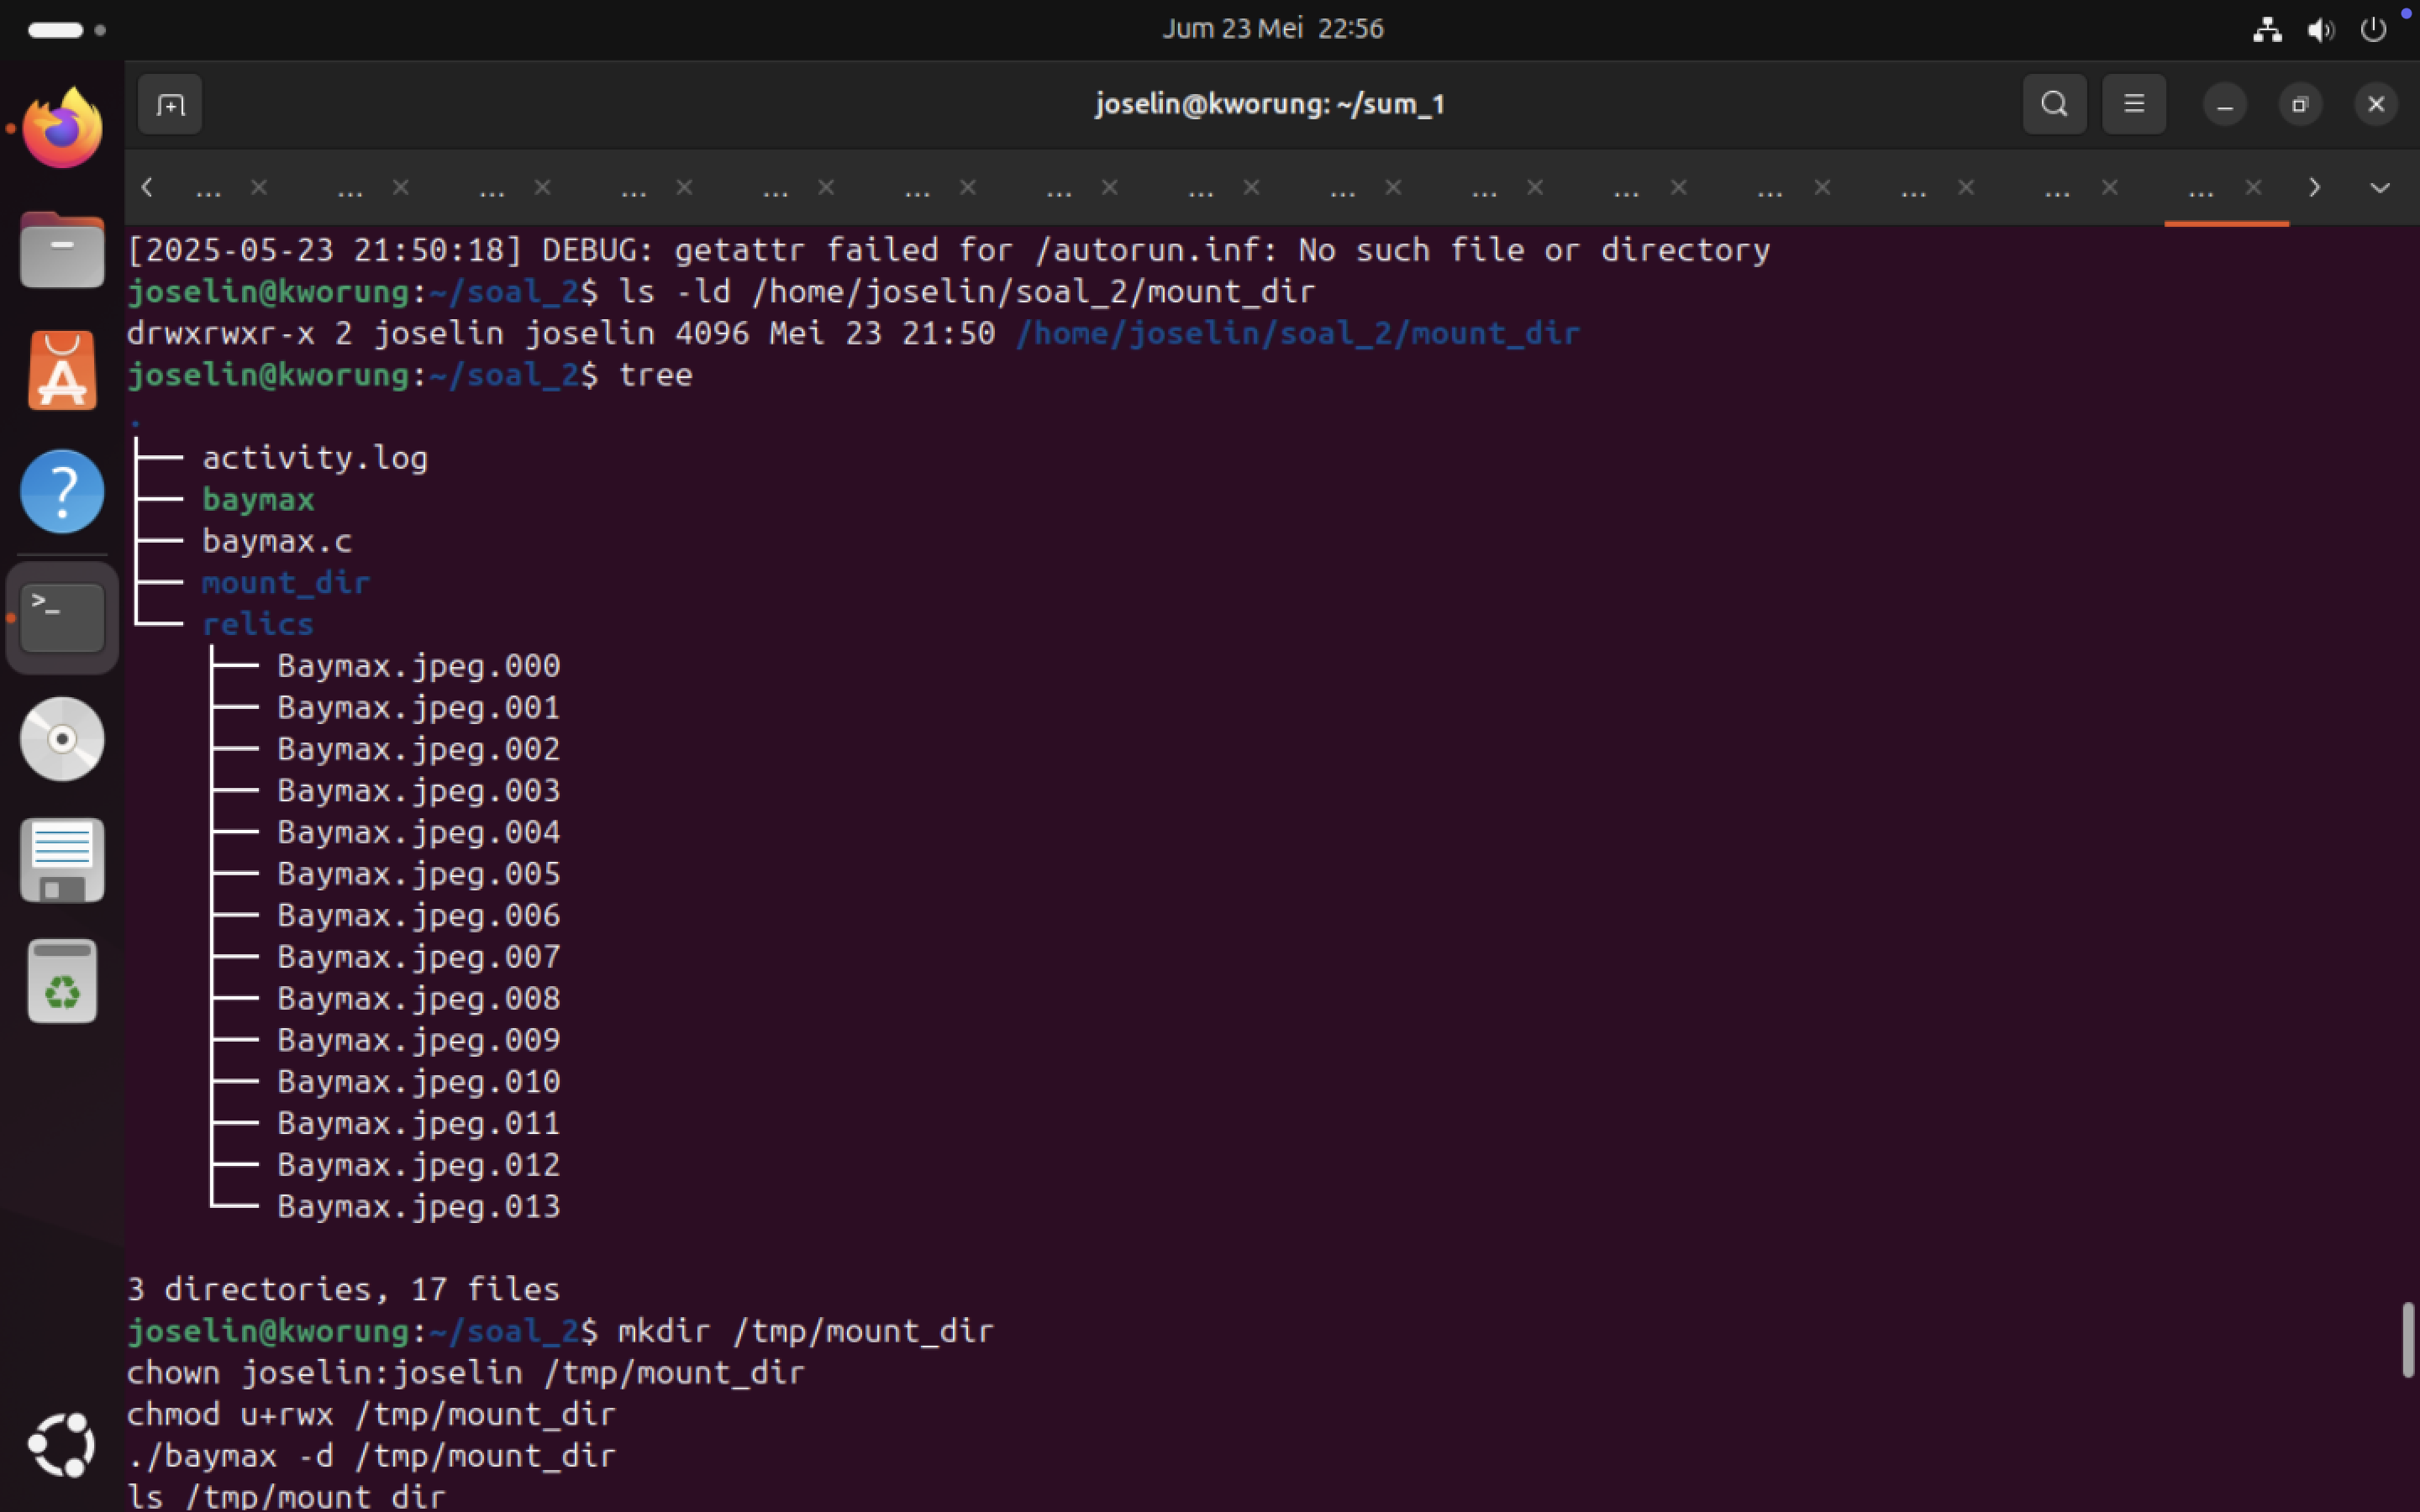 Jum 23 Mei 22:56
joselin@kworung: ~/sum_1
... ... ... ... ... ... ... ... ... ... ... ... ... ... ...
[2025-05-23 21:50:18] DEBUG: getattr failed for /autorun.inf: No such file or directory
joselin@kworung:~/soal_2$ ls -ld /home/joselin/soal_2/mount_dir
drwxrwxr-x 2 joselin joselin 4096 Mei 23 21:50 /home/joselin/soal_2/mount_dir
joselin@kworung:~/soal_2$ tree
.
├── activity.log
├── baymax
├── baymax.c
├── mount_dir
└── relics
    ├── Baymax.jpeg.000
    ├── Baymax.jpeg.001
    ├── Baymax.jpeg.002
    ├── Baymax.jpeg.003
    ├── Baymax.jpeg.004
    ├── Baymax.jpeg.005
    ├── Baymax.jpeg.006
    ├── Baymax.jpeg.007
    ├── Baymax.jpeg.008
    ├── Baymax.jpeg.009
    ├── Baymax.jpeg.010
    ├── Baymax.jpeg.011
    ├── Baymax.jpeg.012
    └── Baymax.jpeg.013
3 directories, 17 files
joselin@kworung:~/soal_2$ mkdir /tmp/mount_dir
chown joselin:joselin /tmp/mount_dir
chmod u+rwx /tmp/mount_dir
./baymax -d /tmp/mount_dir
ls /tmp/mount_dir